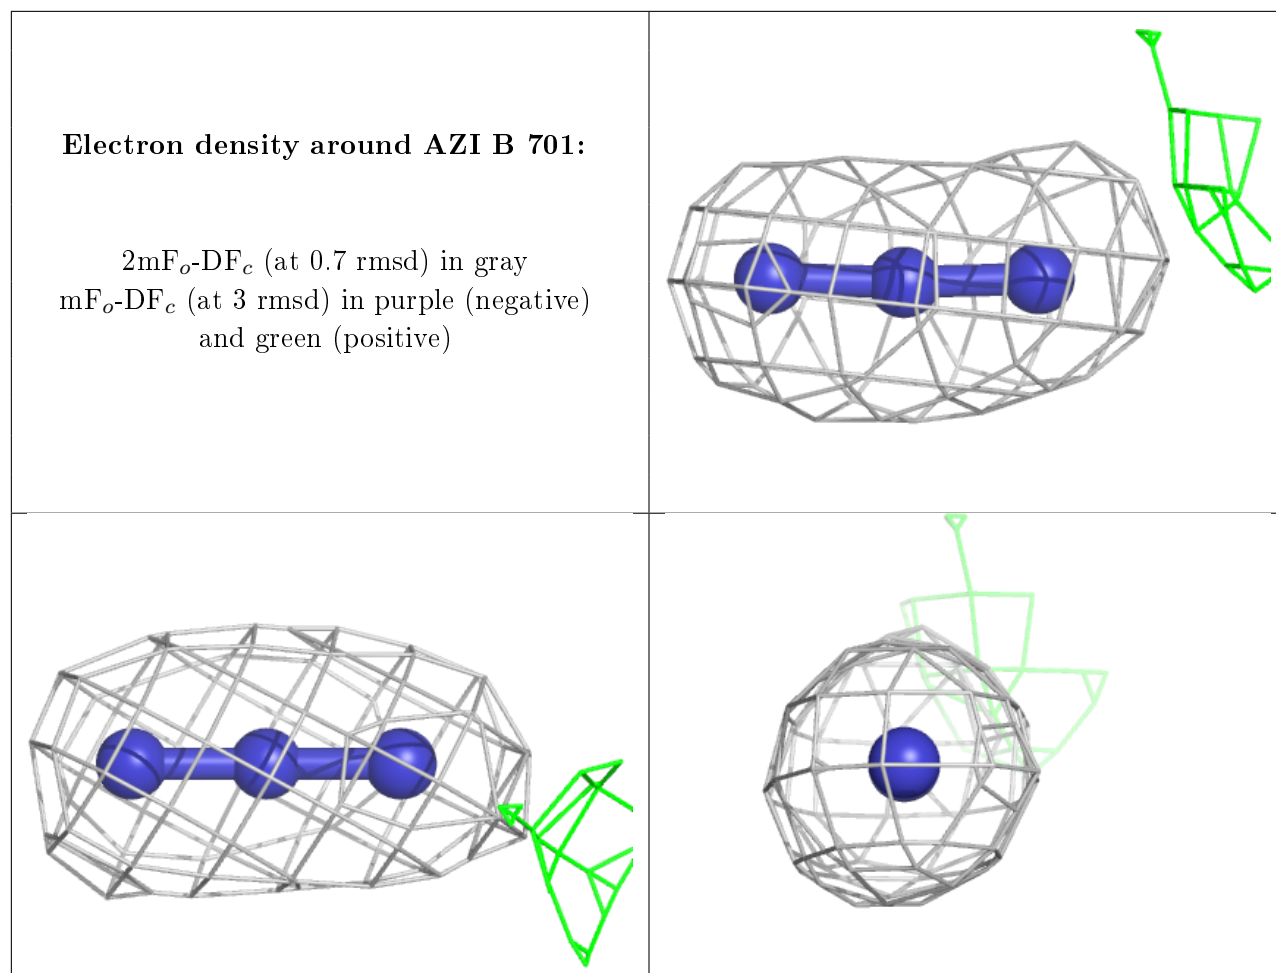 Electron density around AZI B 701:
2mFo-DFc (at 0.7 rmsd) in gray
mFo-DFc (at 3 rmsd) in purple (negative)
and green (positive)